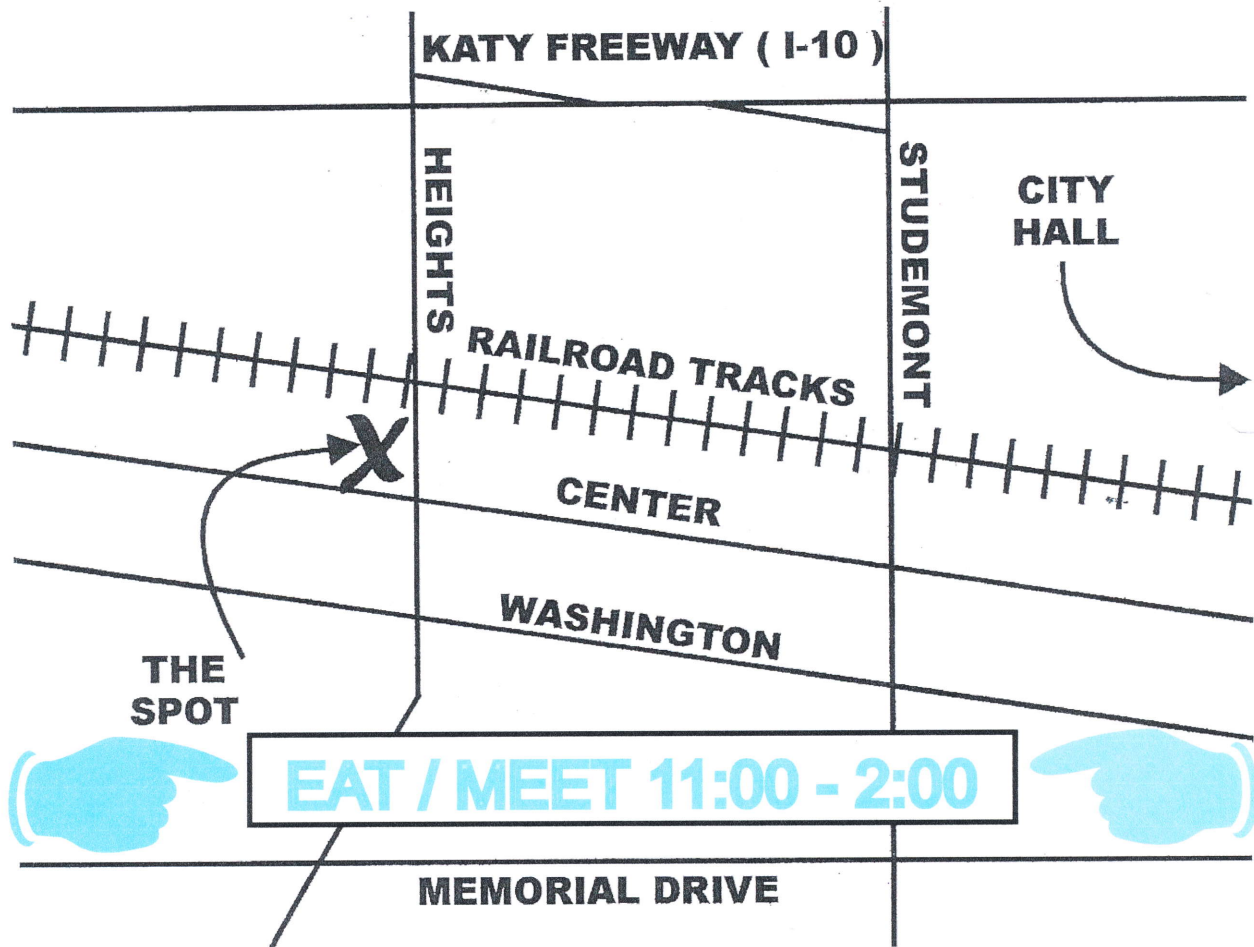 KATY FREEWAY ( I-10 )
HEIGHTS
STUDEMONT
CITY
HALL
RAILROAD TRACKS
X
CENTER
WASHINGTON
THE
SPOT
EAT / MEET 11:00 - 2:00
MEMORIAL DRIVE